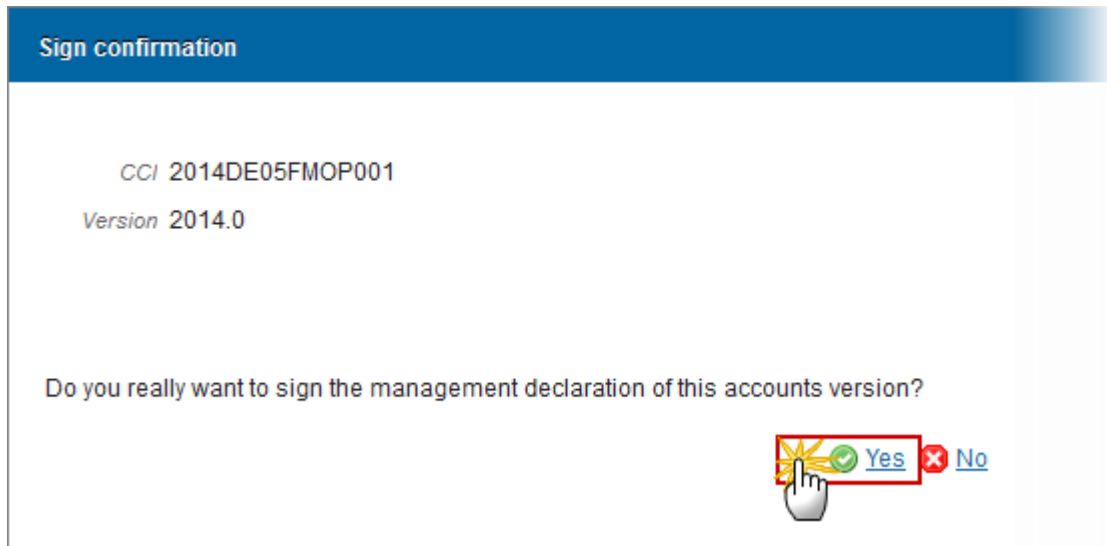 Sign confirmation
CCI 2014DE05FMOP001
Version 2014.0
Do you really want to sign the management declaration of this accounts version?
Yes No